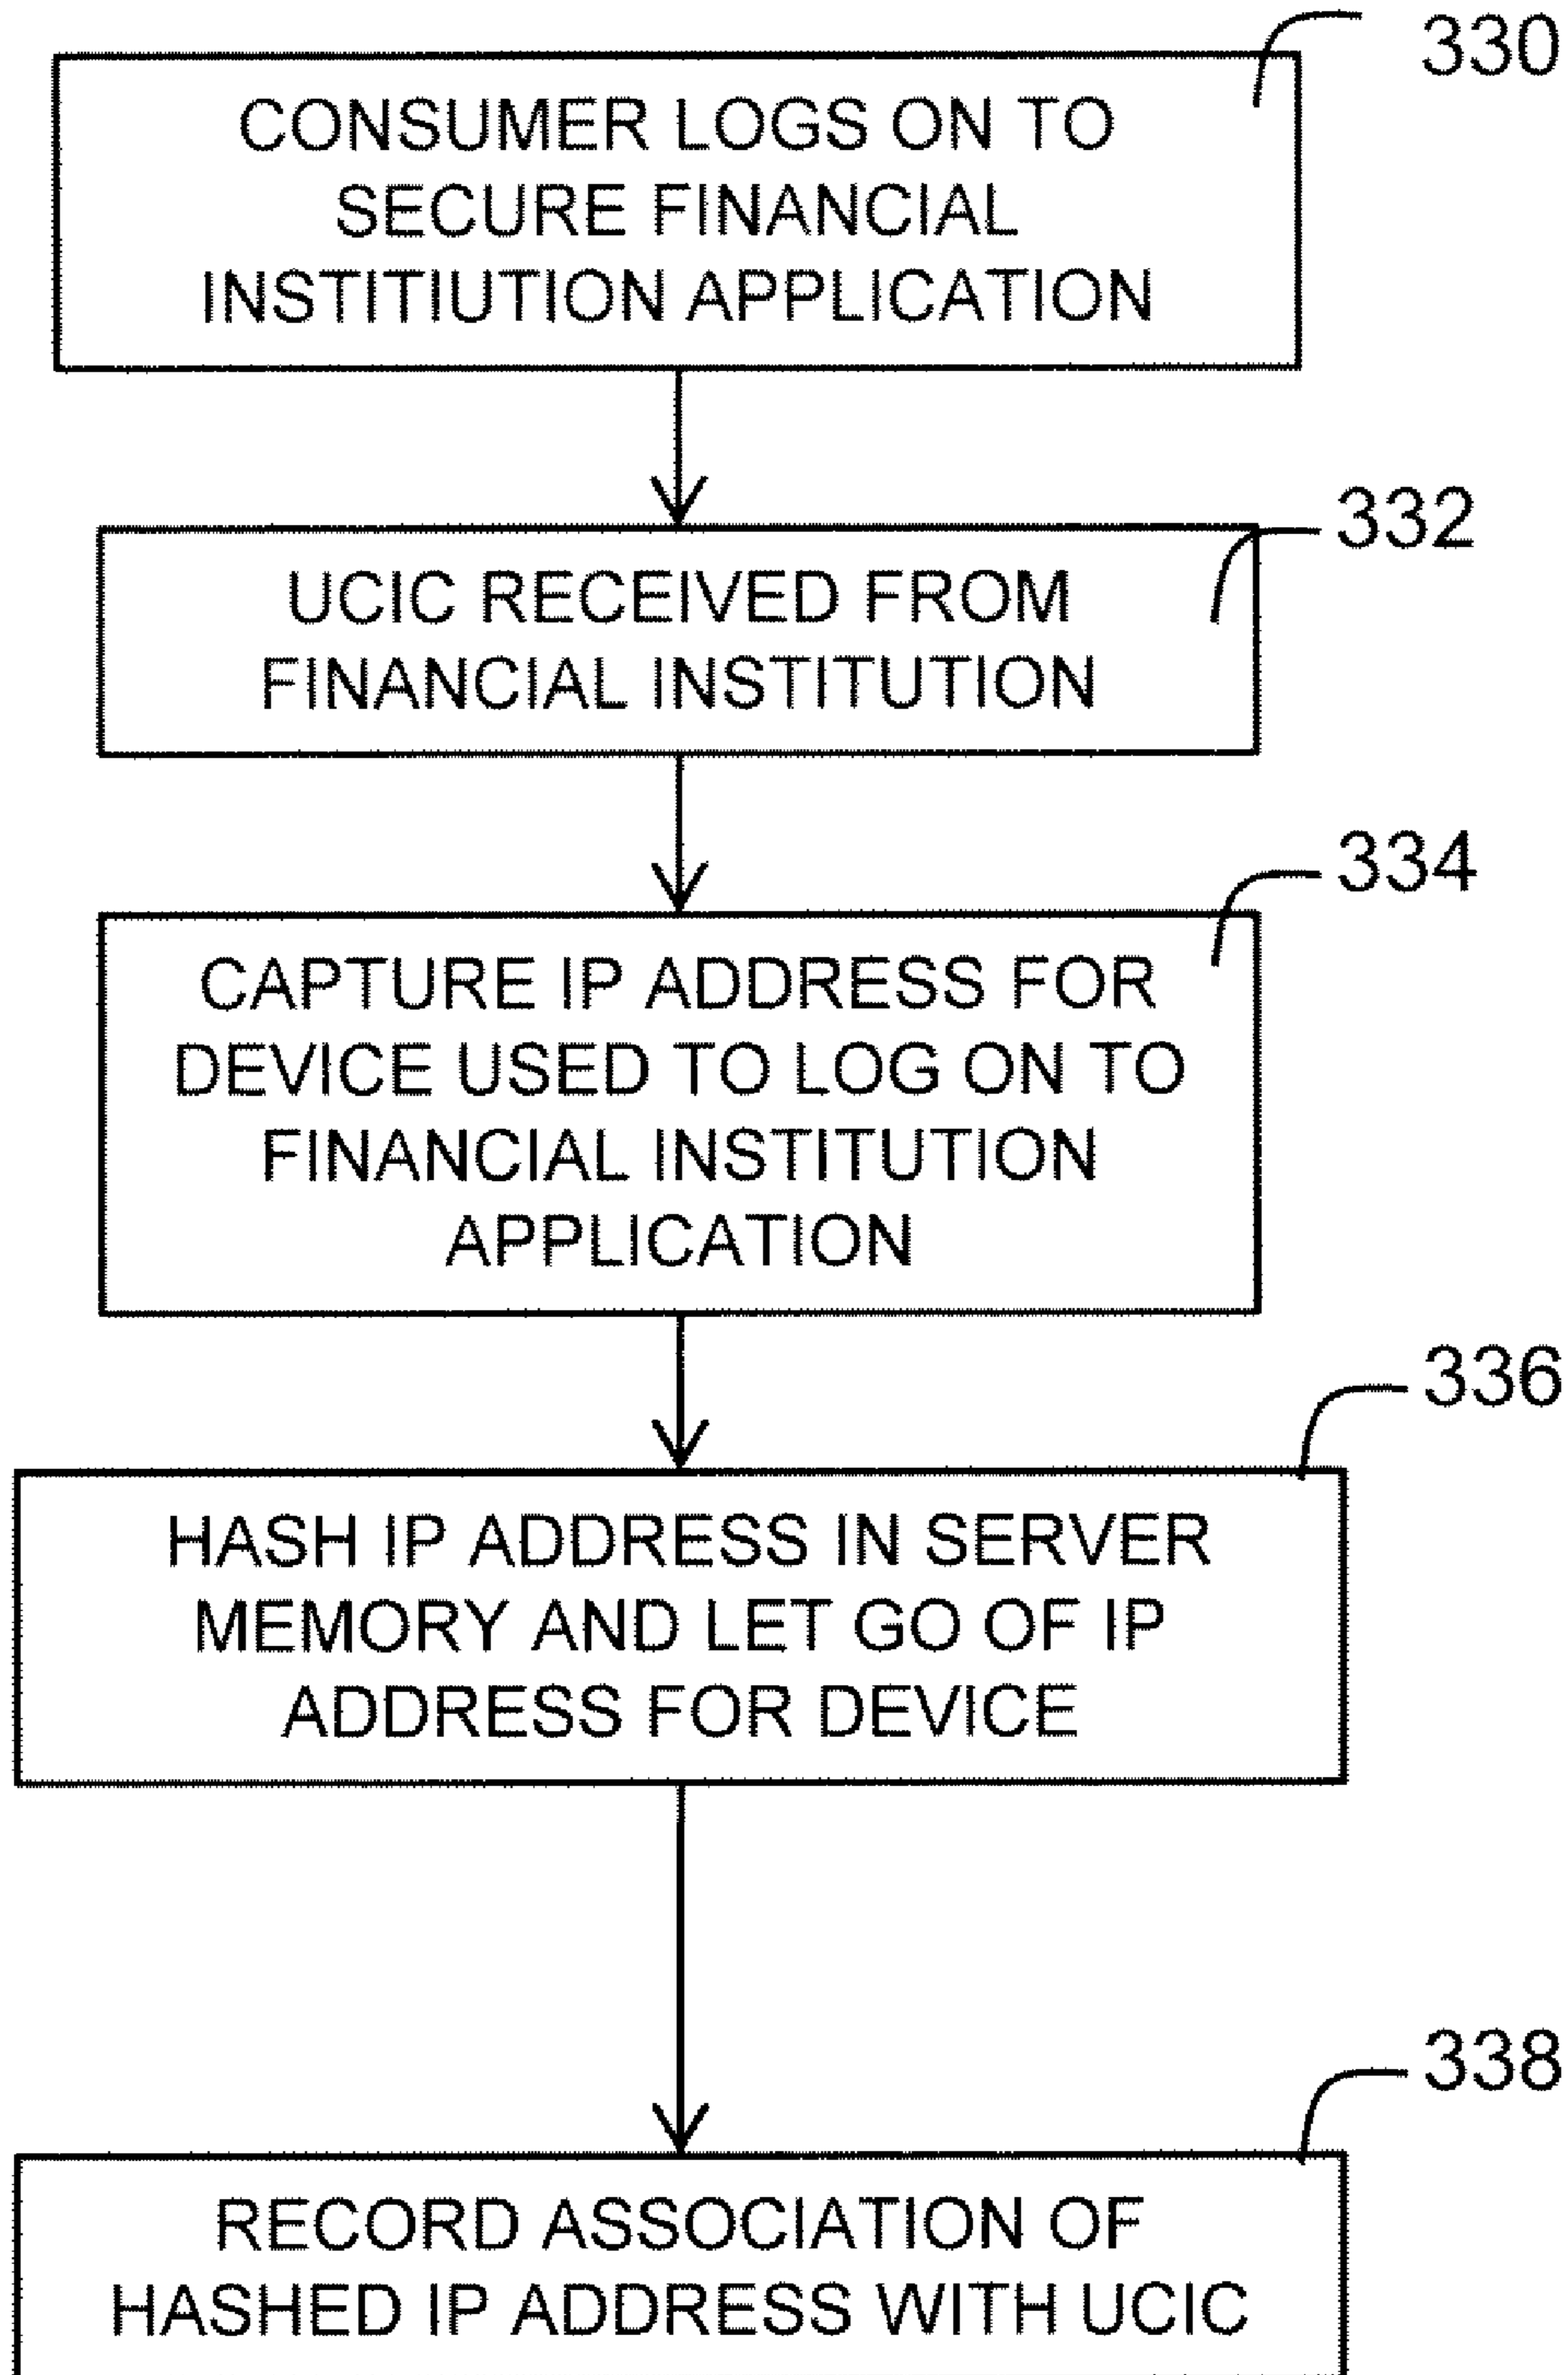 330
CONSUMER LOGS ON TO
SECURE FINANCIAL
INSTITIUTION APPLICATION
332
UCIC RECEIVED FROM
FINANCIAL INSTITUTION
334
CAPTURE IP ADDRESS FOR
DEVICE USED TO LOG ON TO
FINANCIAL INSTITUTION
APPLICATION
336
HASH IP ADDRESS IN SERVER
MEMORY AND LET GO OF IP
ADDRESS FOR DEVICE
338
RECORD ASSOCIATION OF
HASHED IP ADDRESS WITH UCIC